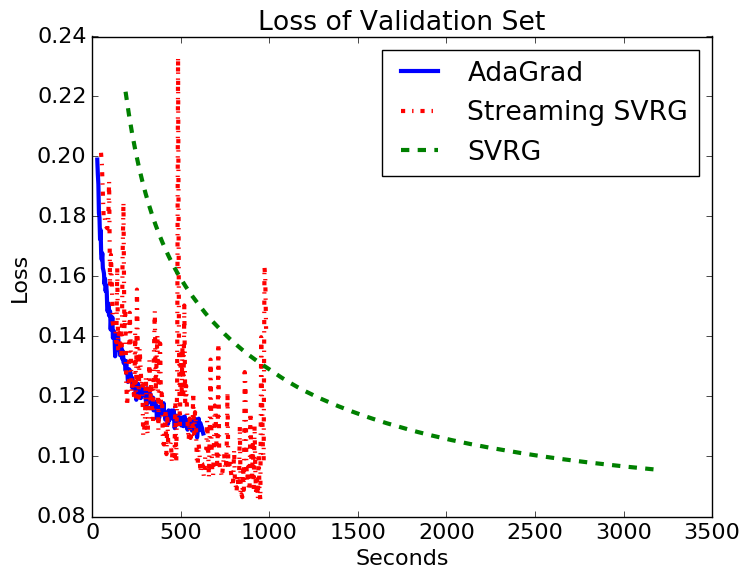 Loss of Validation Set
0.24
0.22
0.20
0.18
0.16
0.14
0.12
0.10
0.08
Loss
AdaGrad
Streaming SVRG
SVRG
0 500 1000 1500 2000 2500 3000 3500
Seconds